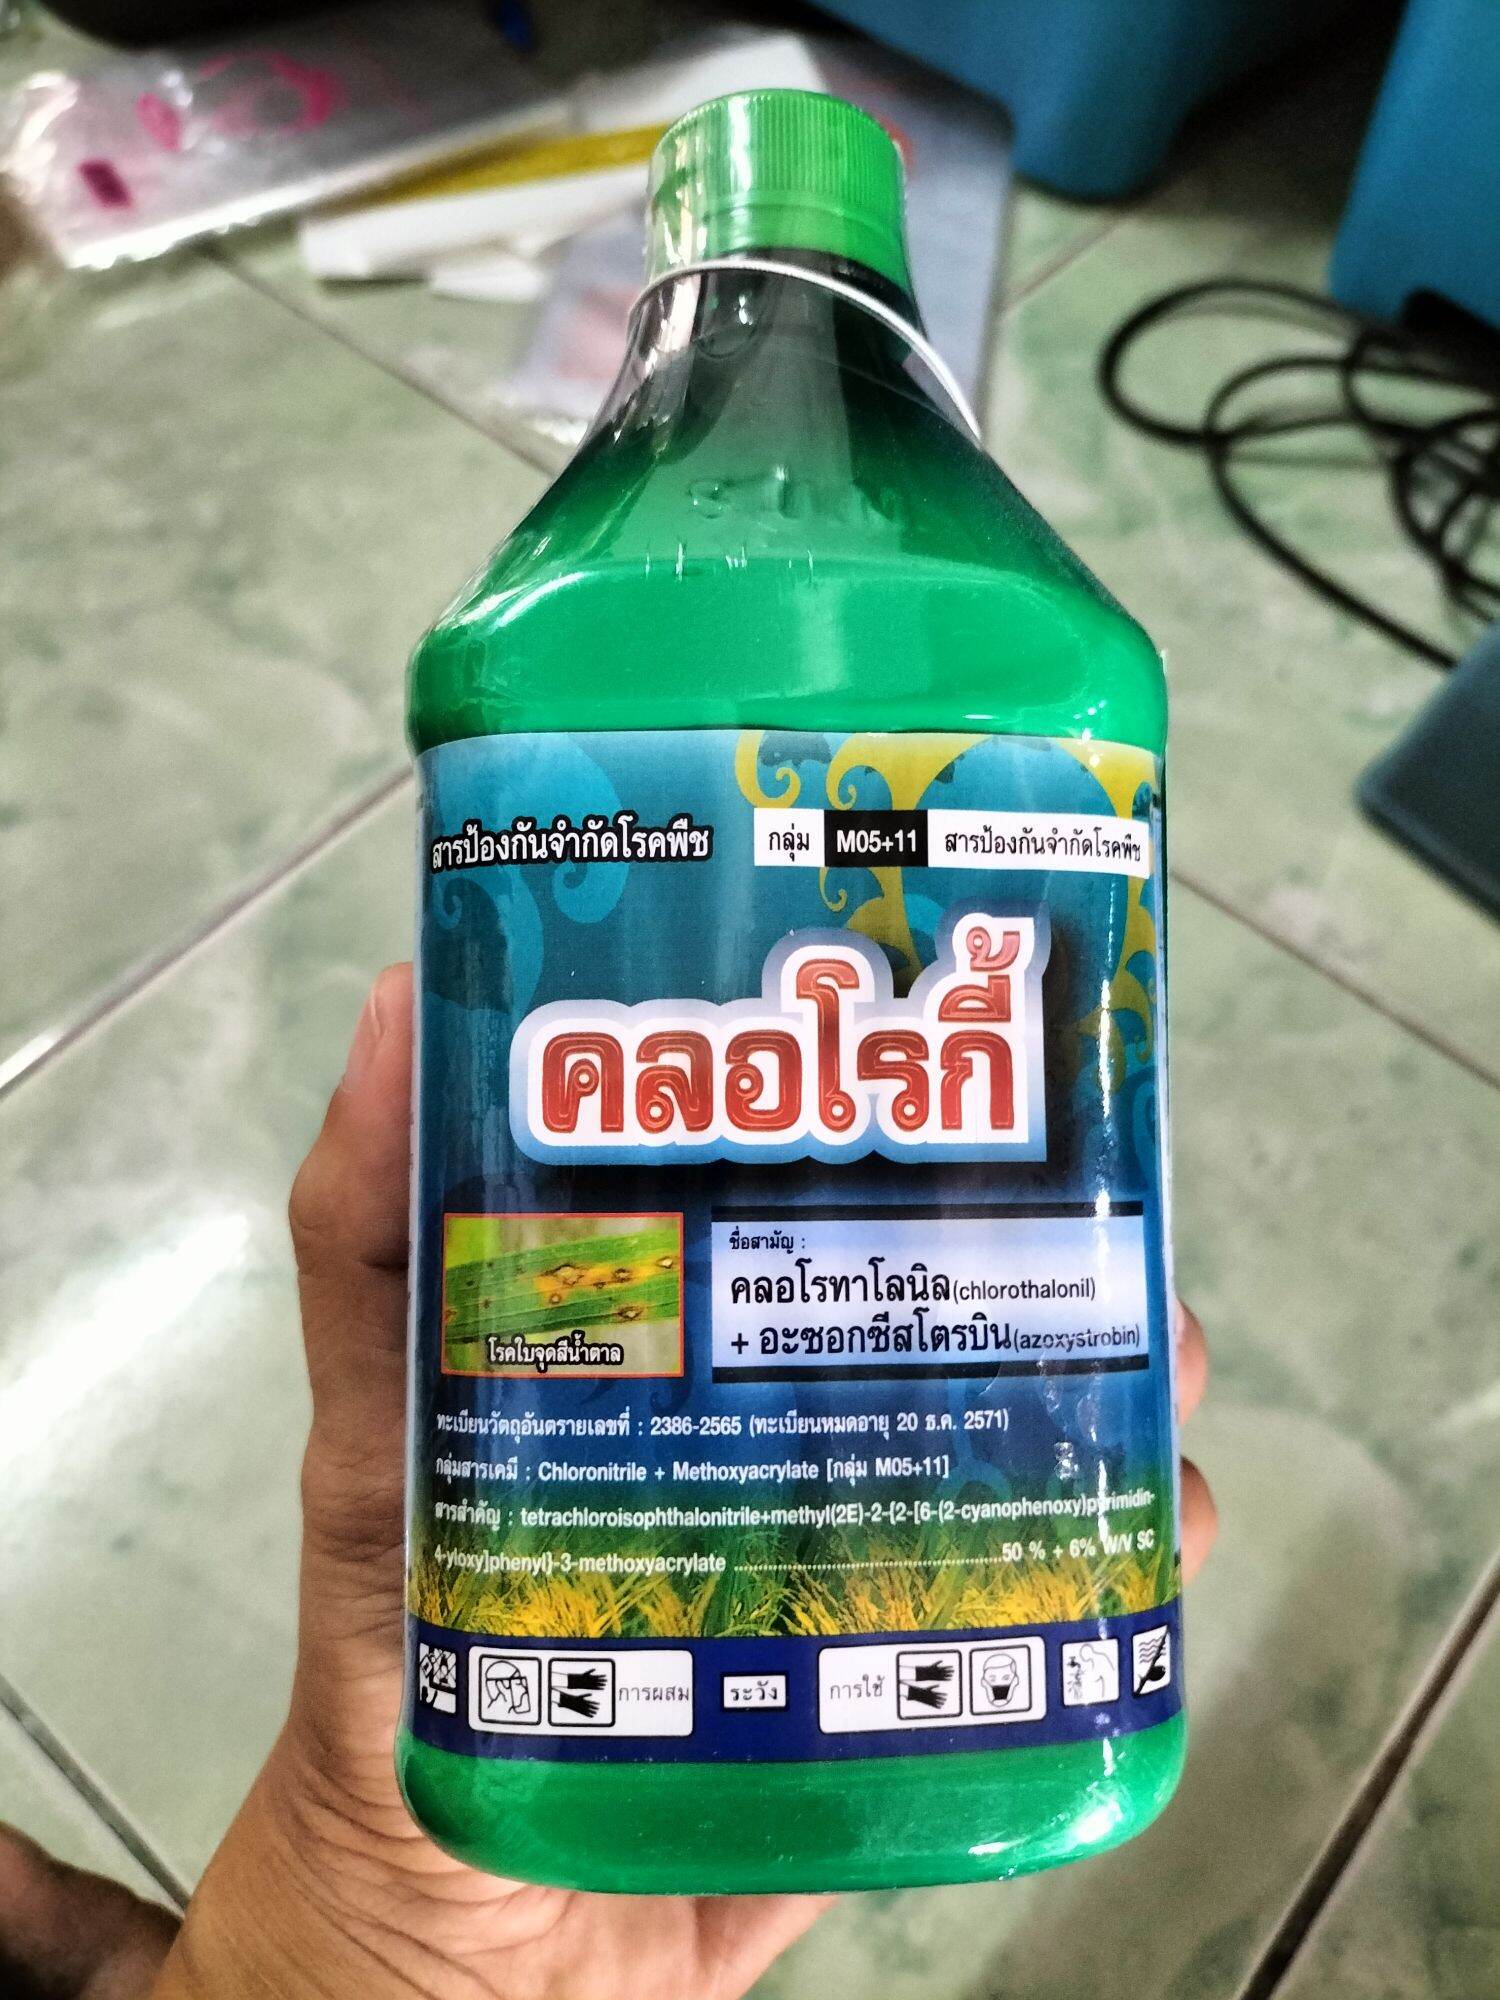 สารป้องกันกำจัดโรคพืช
กลุ่ม M05+11 สารป้องกันกำจัดโรคพืช
คลอโรกี้
ชื่อสามัญ :
คลอโรทาโลนิล(chlorothalonil)
+ อะซอกซีสโตรบิน(azoxystrobin)
โรคใบจุดสีน้ำตาล
ทะเบียนวัตถุอันตรายเลขที่ : 2386-2565 (ทะเบียนหมดอายุ 20 ธ.ค. 2571)
กลุ่มสารเคมี : Chloronitrile + Methoxyacrylate [กลุ่ม M05+11]
สารสำคัญ : tetrachloroisophthalonitrile+methyl(2E)-2-{2-[6-(2-cyanophenoxy)pyrimidin-
4-yloxy]phenyl}-3-methoxyacrylate ..........50 % + 6% W/V SC
การผสม ระวัง การใช้